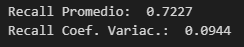 Recall Promedio:  0.7227
Recall Coef. Variac.:  0.0944